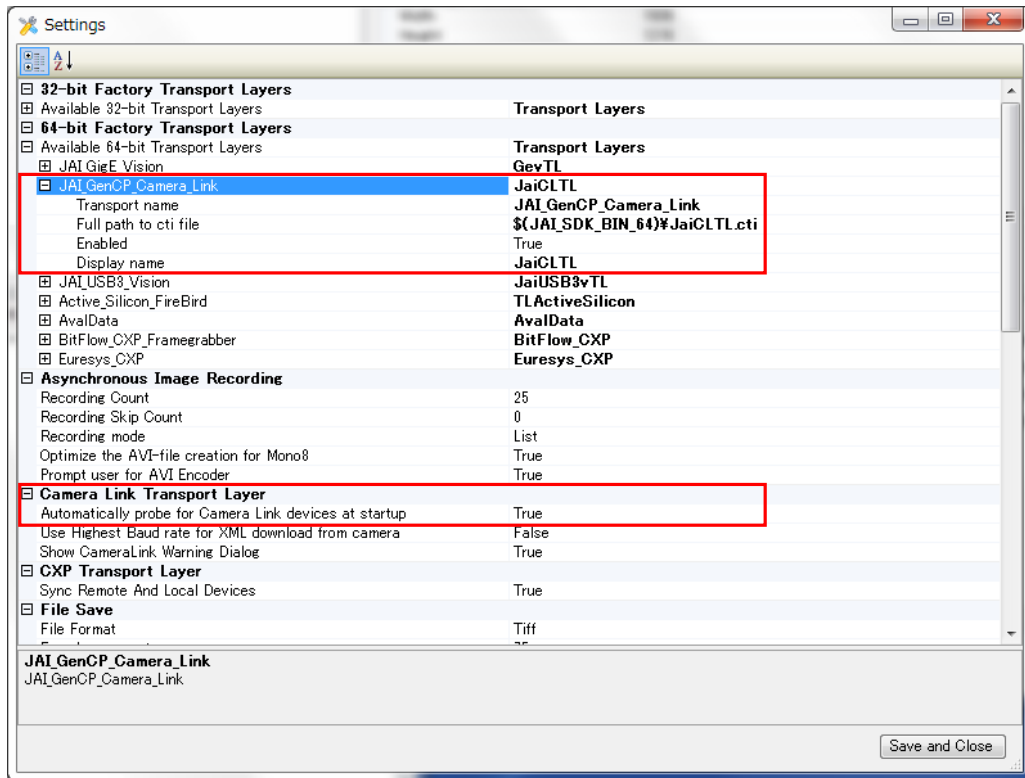 Settings
32-bit Factory Transport Layers
Available 32-bit Transport Layers Transport Layers
64-bit Factory Transport Layers
Available 64-bit Transport Layers Transport Layers
JAI GigE Vision GevTL
JAI_GenCP_Camera_Link JaiCLTL
Transport name JAI_GenCP_Camera_Link
Full path to cti file $(JAI_SDK_BIN_64)¥JaiCLTL.cti
Enabled True
Display name JaiCLTL
JAI_USB3_Vision JaiUSB3vTL
Active_Silicon_FireBird TLActiveSilicon
AvalData AvalData
BitFlow_CXP_Framegrabber BitFlow_CXP
Euresys_CXP Euresys_CXP
Asynchronous Image Recording
Recording Count 25
Recording Skip Count 0
Recording mode List
Optimize the AVI-file creation for Mono8 True
Prompt user for AVI Encoder True
Camera Link Transport Layer
Automatically probe for Camera Link devices at startup True
Use Highest Baud rate for XML download from camera False
Show CameraLink Warning Dialog True
CXP Transport Layer
Sync Remote And Local Devices True
File Save
File Format Tiff
JAI_GenCP_Camera_Link
JAI_GenCP_Camera_Link
Save and Close